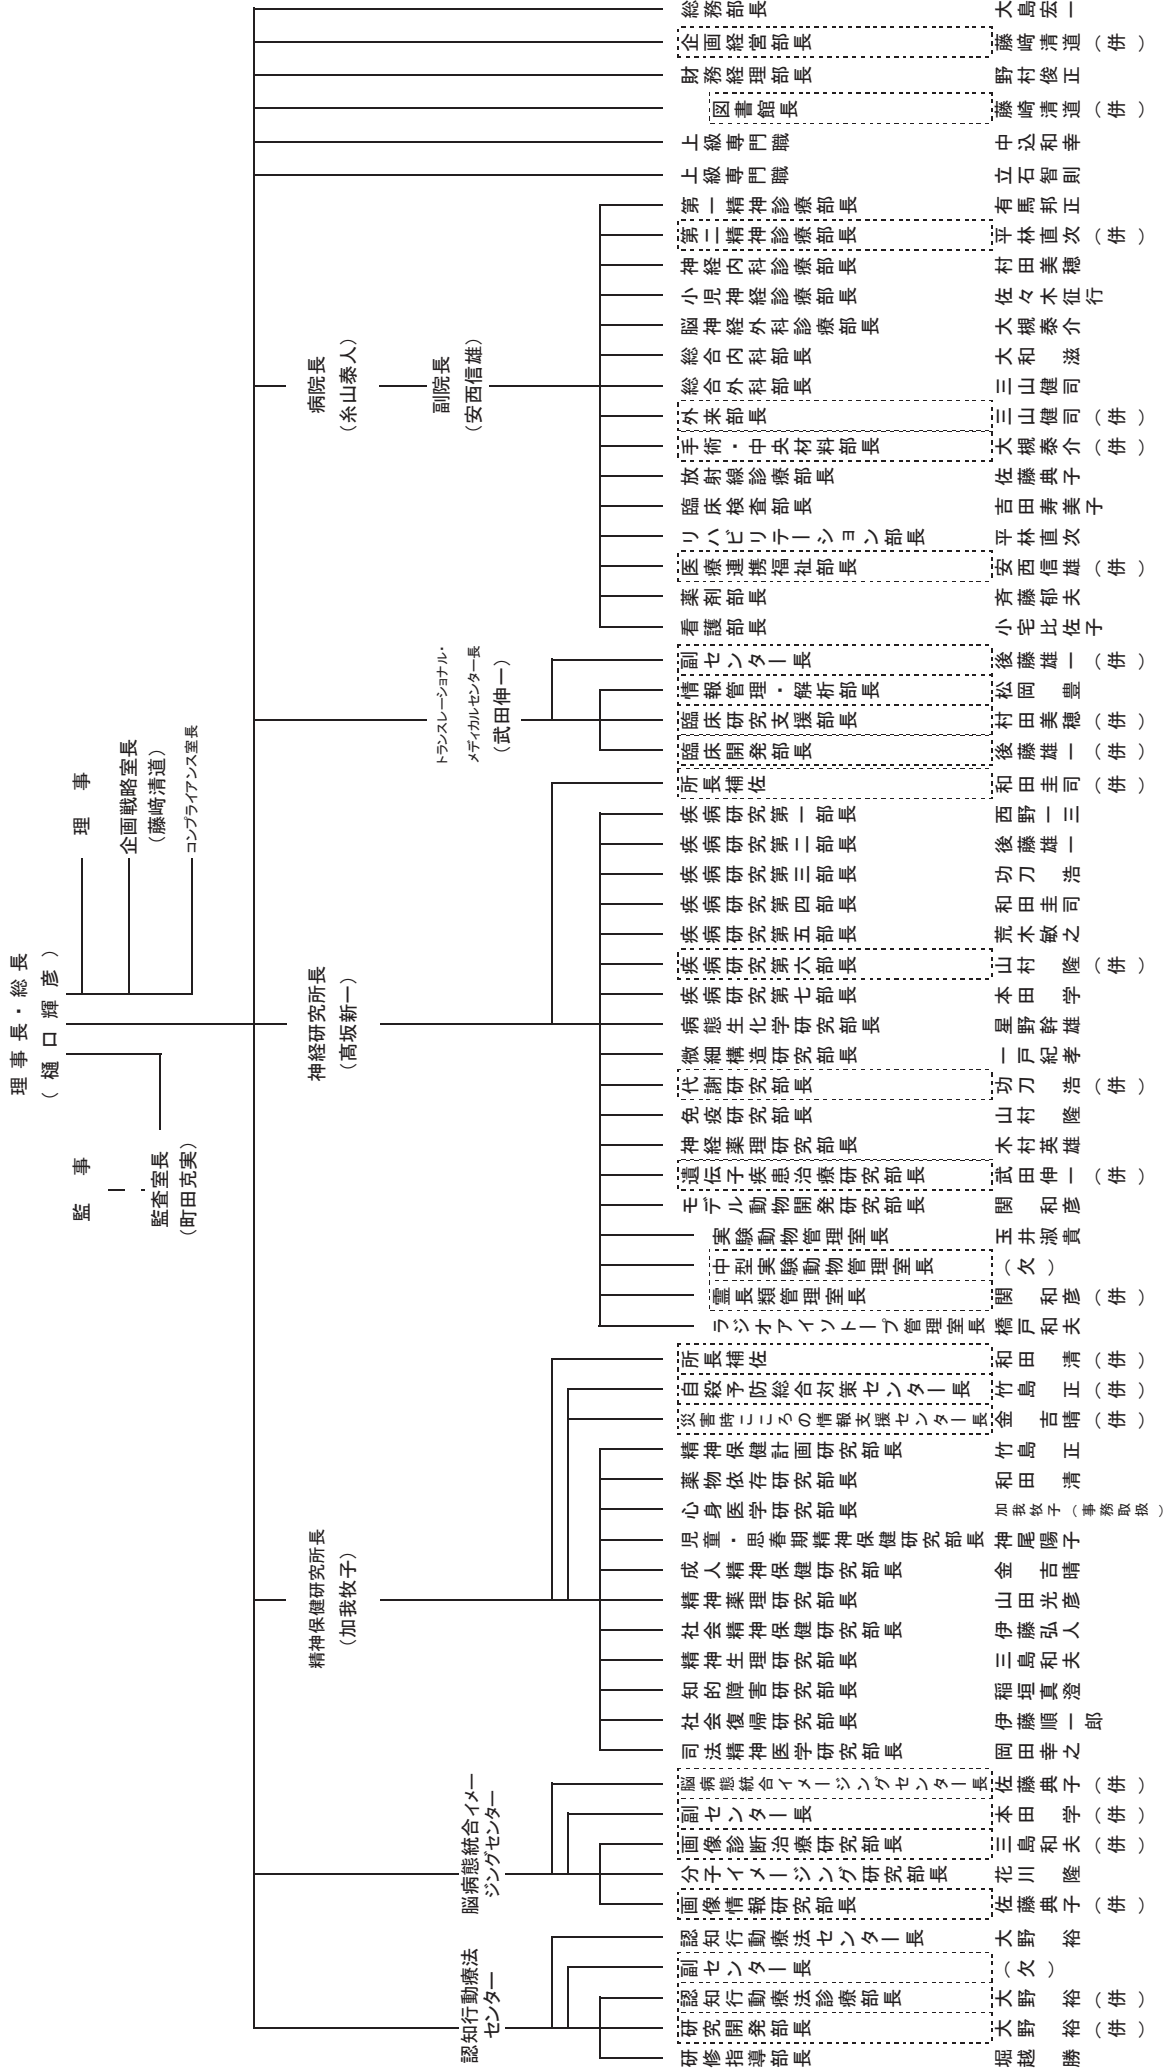 理事長・総長
（樋口輝彦）
理　事
企画戦略室長
（藤﨑清道）
コンプライアンス室長
監　事
監査室長
（町田克実）
総務部長　大島宏一
企画経営部長　藤﨑清道（併）
財務経理部長　野村俊正
図書館長　藤﨑清道（併）
上級専門職　中込和幸
上級専門職　立石智則
病院長
（糸山泰人）
副院長
（安西信雄）
第一精神診療部長　有馬邦正
第二精神診療部長　平林直次（併）
神経内科診療部長　村田美穂
小児神経診療部長　佐々木征行
脳神経外科診療部長　大槻泰介
総合内科部長　大和　滋
総合外科部長　三山健司
外来部長　三山健司（併）
手術・中央材料部長　大槻泰介（併）
放射線診療部長　佐藤典子
臨床検査部長　吉田寿美子
リハビリテーション部長　平林直次
医療連携福祉部長　安西信雄（併）
薬剤部長　斉藤郁夫
看護部長　小宅比佐子
トランスレーショナル・
メディカルセンター長
（武田伸一）
副センター長　後藤雄一（併）
情報管理・解析部長　松岡　豊
臨床研究支援部長　村田美穂（併）
臨床開発部長　後藤雄一（併）
神経研究所長
（髙坂新一）
所長補佐　和田圭司（併）
疾病研究第一部長　西野一三
疾病研究第二部長　後藤雄一
疾病研究第三部長　功刀　浩
疾病研究第四部長　和田圭司
疾病研究第五部長　荒木敏之
疾病研究第六部長　山村　隆（併）
疾病研究第七部長　本田　学
病態生化学研究部長　星野幹雄
微細構造研究部長　一戸紀孝
代謝研究部長　功刀　浩（併）
免疫研究部長　山村　隆
神経薬理研究部長　木村英雄
遺伝子疾患治療研究部長　武田伸一（併）
モデル動物開発研究部長　関　和彦
実験動物管理室長　玉井淑貴
中型実験動物管理室長　（欠）
霊長類管理室長　関　和彦（併）
ラジオアイソトープ管理室長　橋戸和夫
精神保健研究所長
（加我牧子）
所長補佐　和田　清（併）
自殺予防総合対策センター長　竹島　正（併）
災害時こころの情報支援センター長　金　吉晴（併）
精神保健計画研究部長　竹島　正
薬物依存研究部長　和田　清
心身医学研究部長　加我牧子（事務取扱）
児童・思春期精神保健研究部長　神尾陽子
成人精神保健研究部長　金　吉晴
精神薬理研究部長　山田光彦
社会精神保健研究部長　伊藤弘人
精神生理研究部長　三島和夫
知的障害研究部長　稲垣真澄
社会復帰研究部長　伊藤順一郎
司法精神医学研究部長　岡田幸之
脳病態統合イメー
ジングセンター
脳病態統合イメージングセンター長　佐藤典子（併）
副センター長　本田　学（併）
画像診断治療研究部長　三島和夫（併）
分子イメージング研究部長　花川　隆
画像情報研究部長　佐藤典子（併）
認知行動療法
センター
認知行動療法センター長　大野　裕
副センター長　（欠）
認知行動療法診療部長　大野　裕（併）
研究開発部長　大野　裕（併）
研修指導部長　堀越　勝